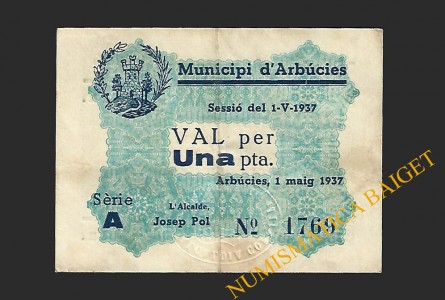 Municipi d'Arbúcies
Sessió del 1-V-1937
VAL per
Una pta.
Arbúcies, 1 maig 1937
Sèrie
A
L'Alcalde,
Josep Pol
Nº 1769
NUMISMATICA BAIGET